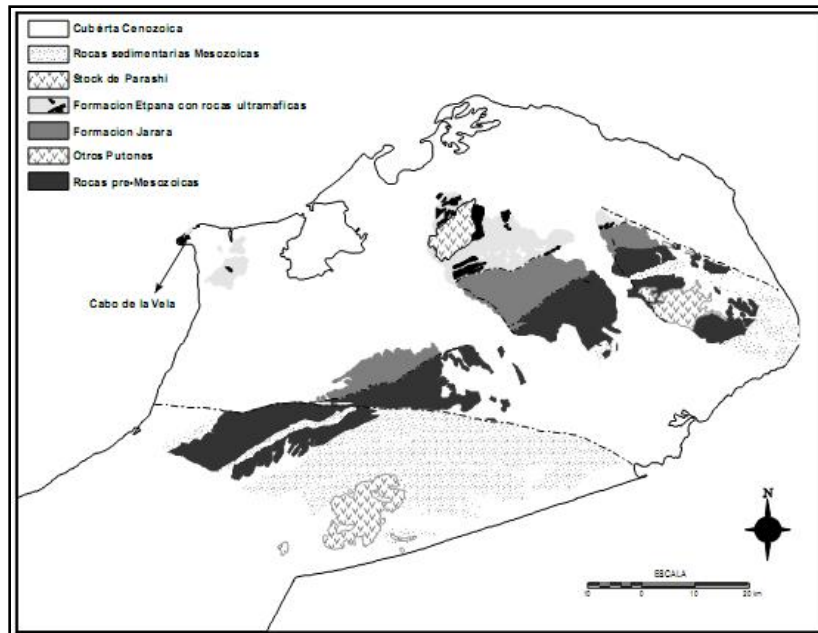 Cubierta Cenozoica
Rocas sedimentarias Mesozoicas
Stock de Parashi
Formacion Etpana con rocas ultramaficas
Formacion Jarara
Otros Putones
Rocas pre-Mesozoicas
Cabo de la Vela
N
ESCALA
10 0 10 20 km